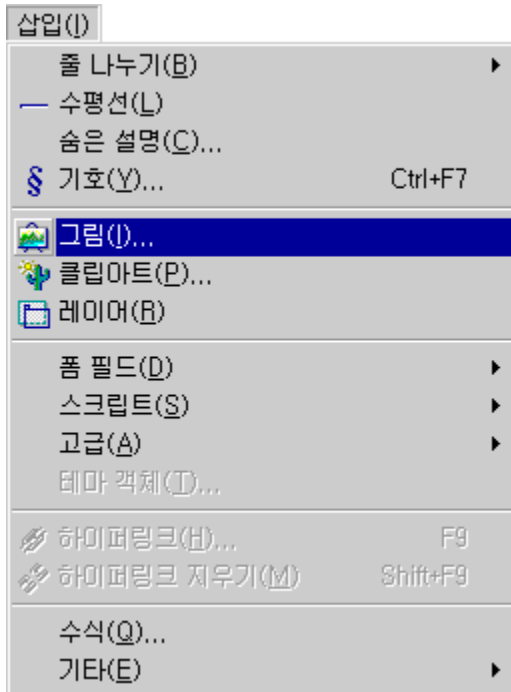 삽입(I)
줄 나누기(B)
수평선(L)
숨은 설명(C)...
§ 기호(Y)... Ctrl+F7
그림(I)...
클립아트(P)...
레이어(R)
폼 필드(D)
스크립트(S)
고급(A)
테마 객체(T)...
하이퍼링크(H)... F9
하이퍼링크 지우기(M) Shift+F9
수식(Q)...
기타(E)